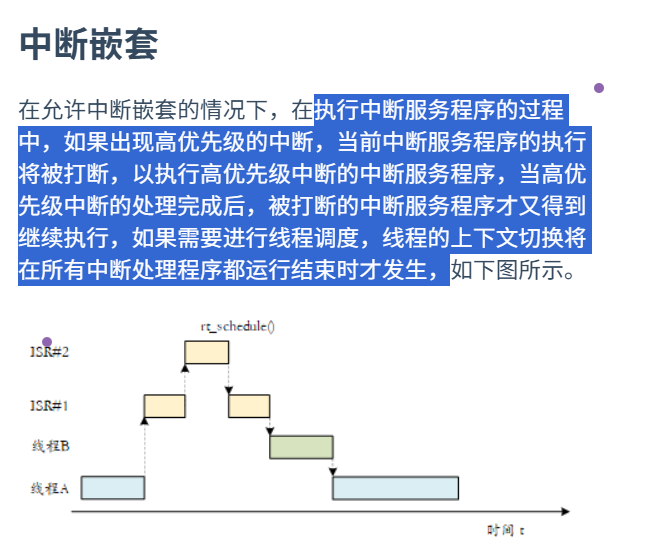 中断嵌套
在允许中断嵌套的情况下，在执行中断服务程序的过程
中，如果出现高优先级的中断，当前中断服务程序的执行
将被打断，以执行高优先级中断的中断服务程序，当高优
先级中断的处理完成后，被打断的中断服务程序才又得到
继续执行，如果需要进行线程调度，线程的上下文切换将
在所有中断处理程序都运行结束时才发生，如下图所示。
rt_schedule()
ISR#2
ISR#1
线程B
线程A
时间 t